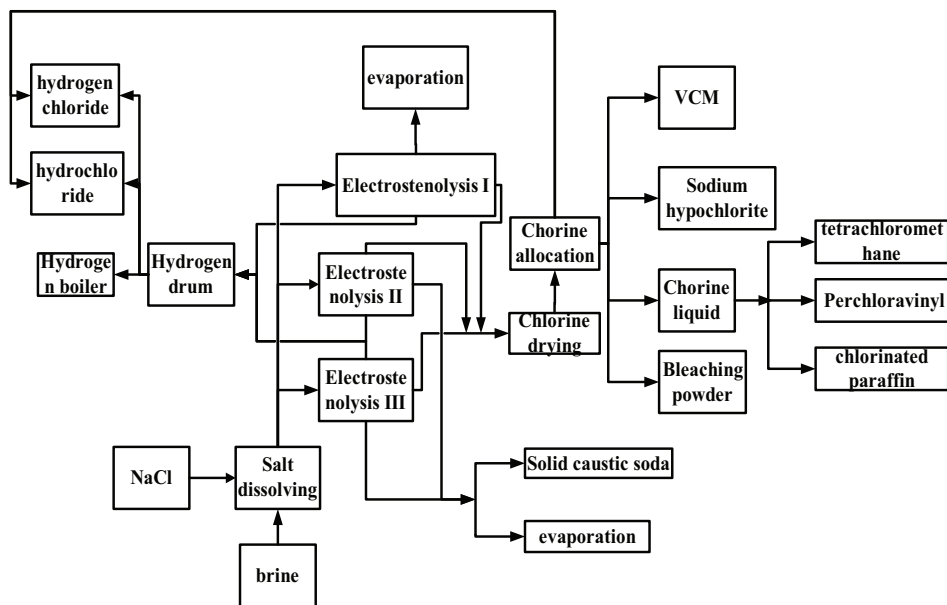 evaporation
hydrogen
chloride
VCM
hydrochlo
ride
Electrostenolysis I
Sodium
hypochlorite
Chorine
allocation
tetrachloromet
hane
Hydroge
n boiler
Hydrogen
drum
Electroste
nolysis II
Chorine
liquid
Perchloravinyl
Chlorine
drying
Electroste
nolysis III
Bleaching
powder
chlorinated
paraffin
NaCl
Salt
dissolving
Solid caustic soda
evaporation
brine